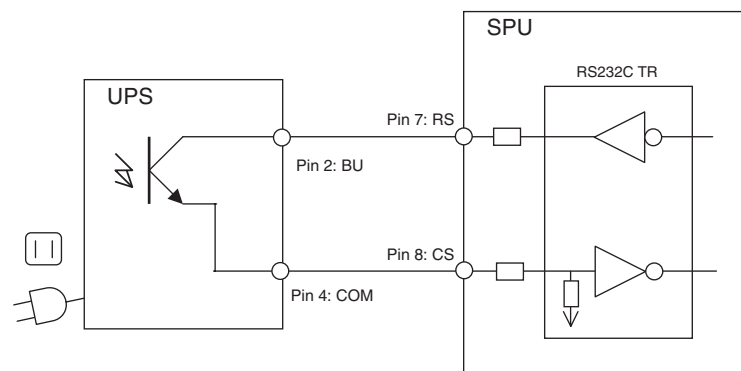 SPU
RS232C TR
UPS
Pin 7: RS
Pin 2: BU
Pin 8: CS
Pin 4: COM